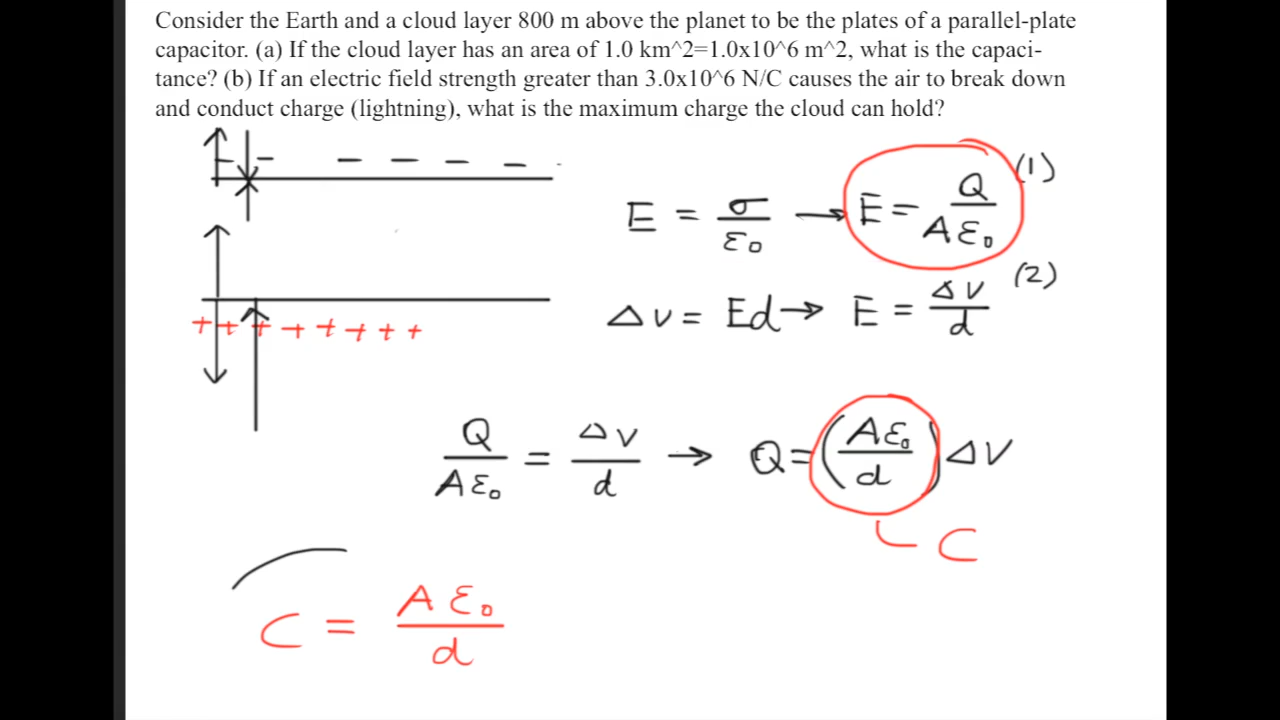 Consider the Earth and a cloud layer 800 m above the planet to be the plates of a parallel-plate
capacitor. (a) If the cloud layer has an area of 1.0 km^2=1.0x10^6 m^2, what is the capaci-
tance? (b) If an electric field strength greater than 3.0x10^6 N/C causes the air to break down
and conduct charge (lightning), what is the maximum charge the cloud can hold?
− − − − − −
E = σ/ε₀ → E = Q/Aε₀ (1)
+ + + + + + + +
ΔV = Ed → E = ΔV/d (2)
Q/Aε₀ = ΔV/d → Q = (Aε₀/d) ΔV
C
C = Aε₀/d